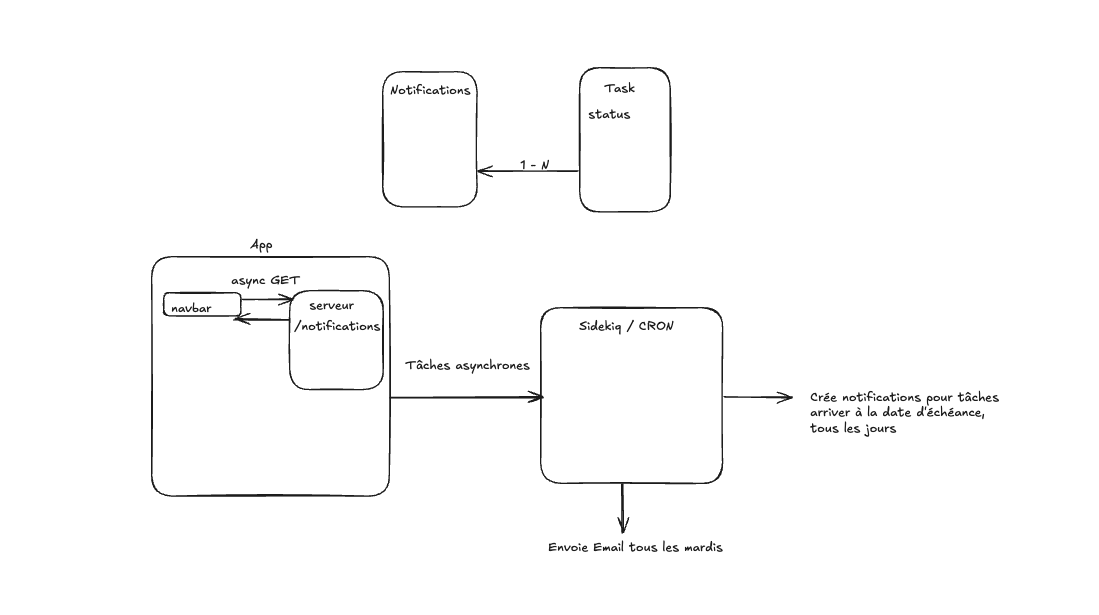 Notifications
Task
status
1 - N
App
async GET
navbar
serveur
/notifications
Sidekiq / CRON
Tâches asynchrones
Crée notifications pour tâches
arriver à la date d'échéance,
tous les jours
Envoie Email tous les mardis